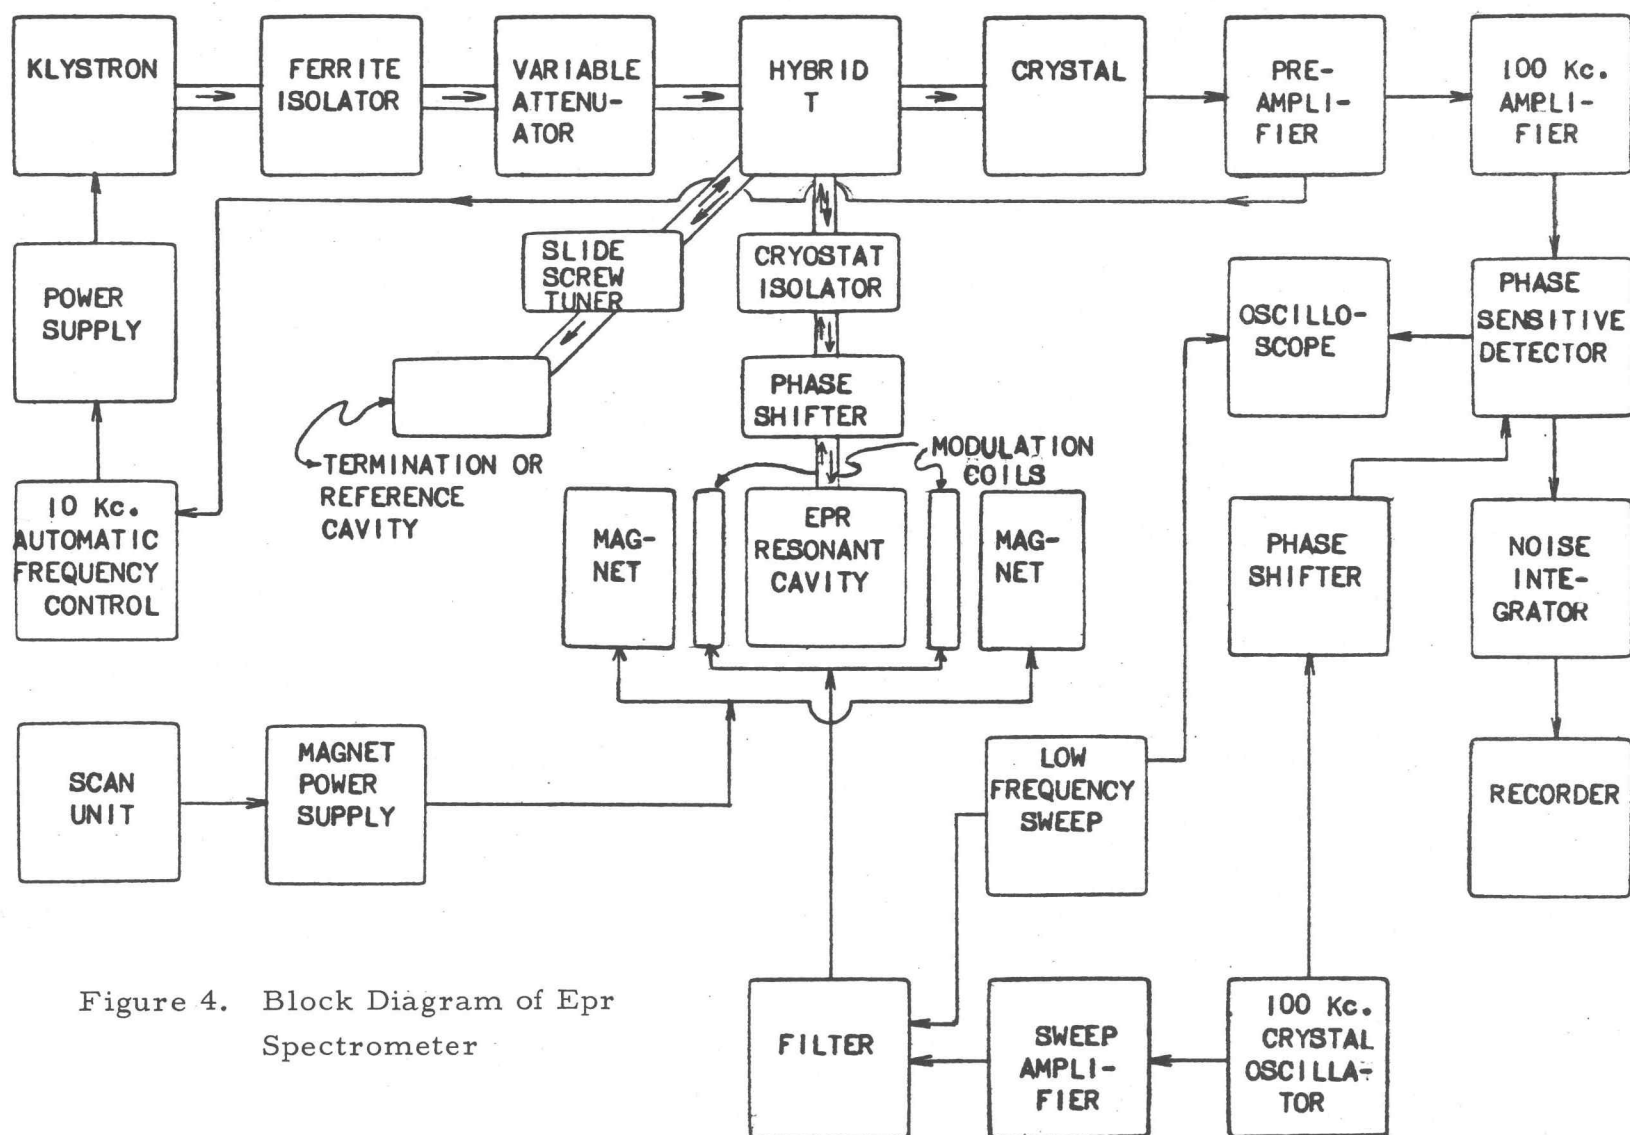 KLYSTRON
FERRITE
ISOLATOR
VARIABLE
ATTENU-
ATOR
HYBRID
T
CRYSTAL
PRE-
AMPLI-
FIER
100 Kc.
AMPLI-
FIER
POWER
SUPPLY
SLIDE
SCREW
TUNER
CRYOSTAT
ISOLATOR
OSCILLO-
SCOPE
PHASE
SENSITIVE
DETECTOR
PHASE
SHIFTER
TERMINATION OR
REFERENCE
CAVITY
MODULATION
COILS
10 Kc.
AUTOMATIC
FREQUENCY
CONTROL
MAG-
NET
EPR
RESONANT
CAVITY
MAG-
NET
PHASE
SHIFTER
NOISE
INTE-
GRATOR
SCAN
UNIT
MAGNET
POWER
SUPPLY
LOW
FREQUENCY
SWEEP
RECORDER
Figure 4. Block Diagram of Epr
Spectrometer
FILTER
SWEEP
AMPLI-
FIER
100 Kc.
CRYSTAL
OSCILLA-
TOR